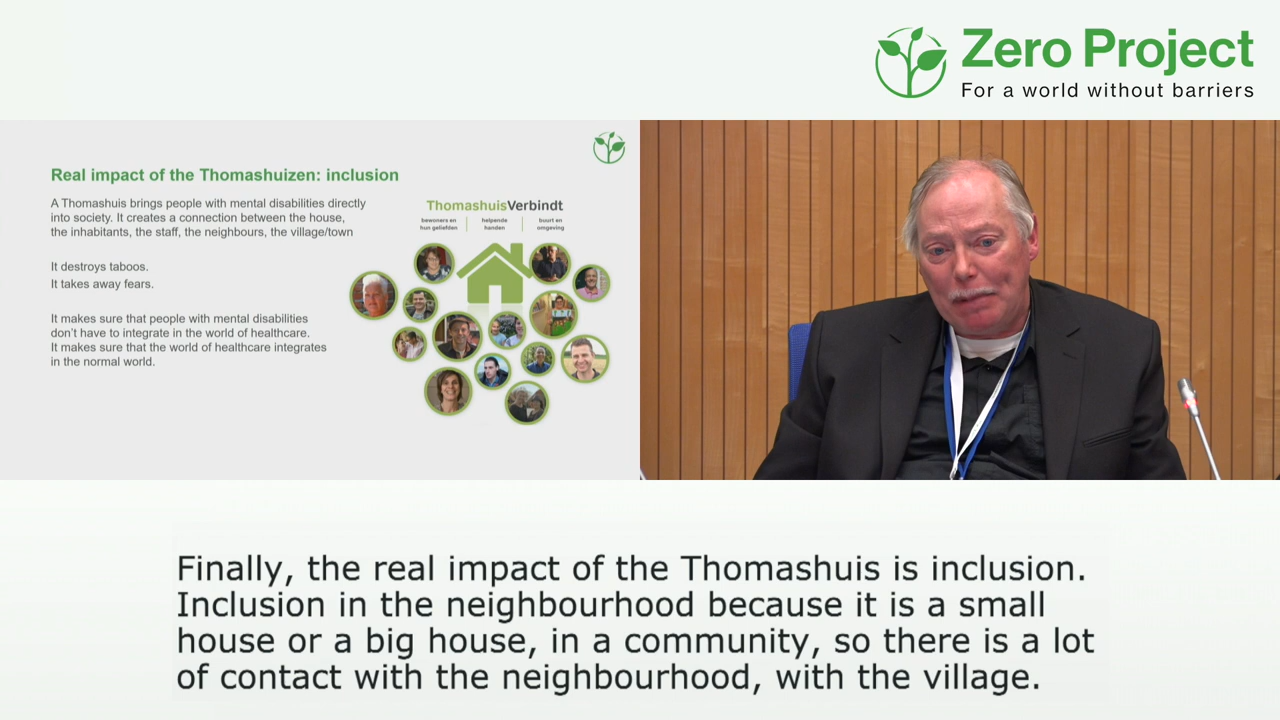 Zero Project
For a world without barriers
Real impact of the Thomashuizen: inclusion
A Thomashuis brings people with mental disabilities directly
into society. It creates a connection between the house,
the inhabitants, the staff, the neighbours, the village/town
It destroys taboos.
It takes away fears.
It makes sure that people with mental disabilities
don't have to integrate in the world of healthcare.
It makes sure that the world of healthcare integrates
in the normal world.
ThomashuisVerbindt
bewoners en
hun geliefden
helpende
handen
buurt en
omgeving
Finally, the real impact of the Thomashuis is inclusion.
Inclusion in the neighbourhood because it is a small
house or a big house, in a community, so there is a lot
of contact with the neighbourhood, with the village.